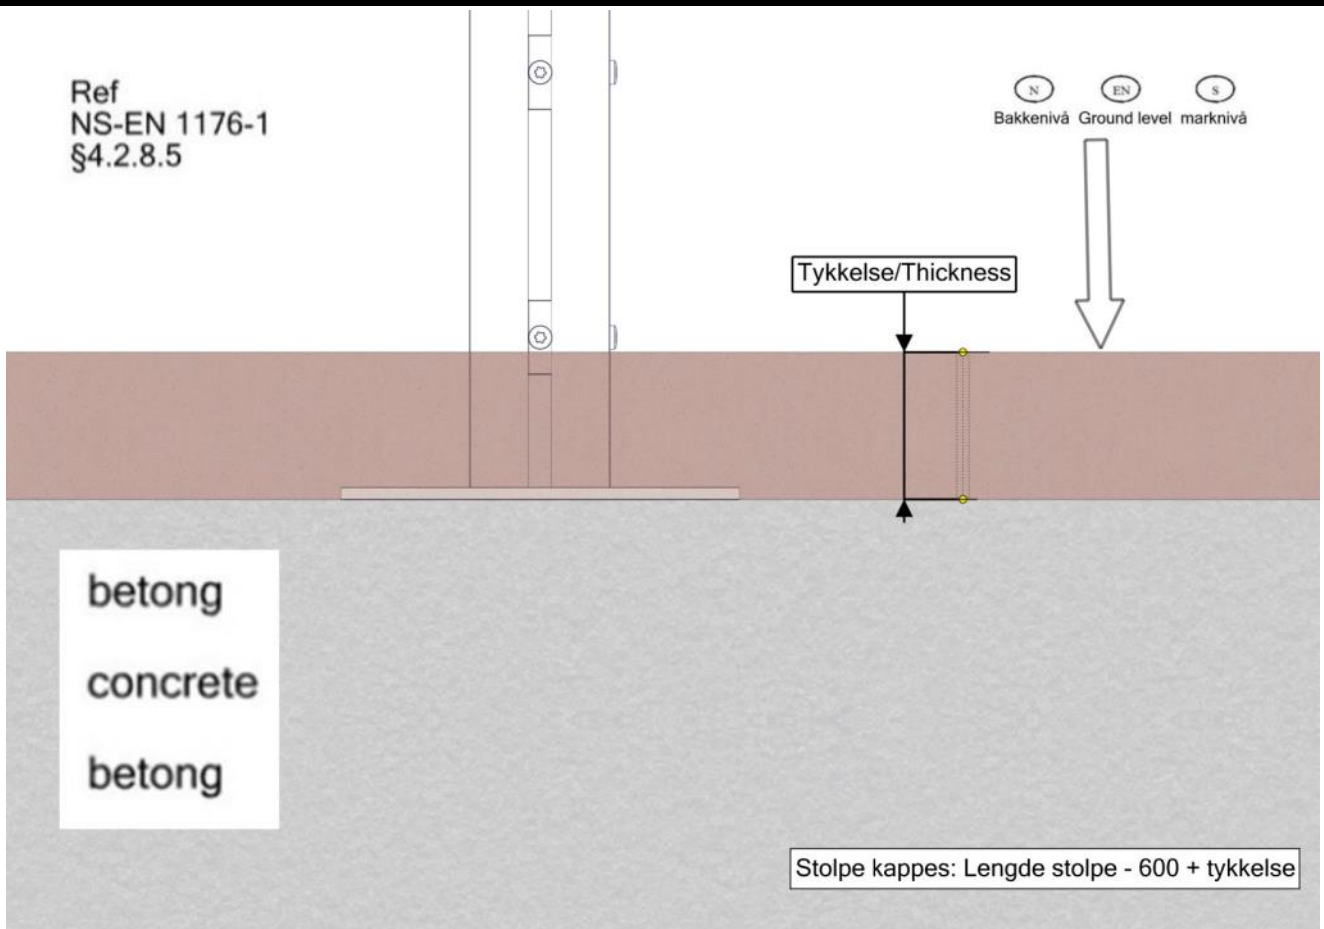 Ref
NS-EN 1176-1
§4.2.8.5
N EN S
Bakkenivå Ground level marknivå
Tykkelse/Thickness
betong
concrete
betong
Stolpe kappes: Lengde stolpe - 600 + tykkelse